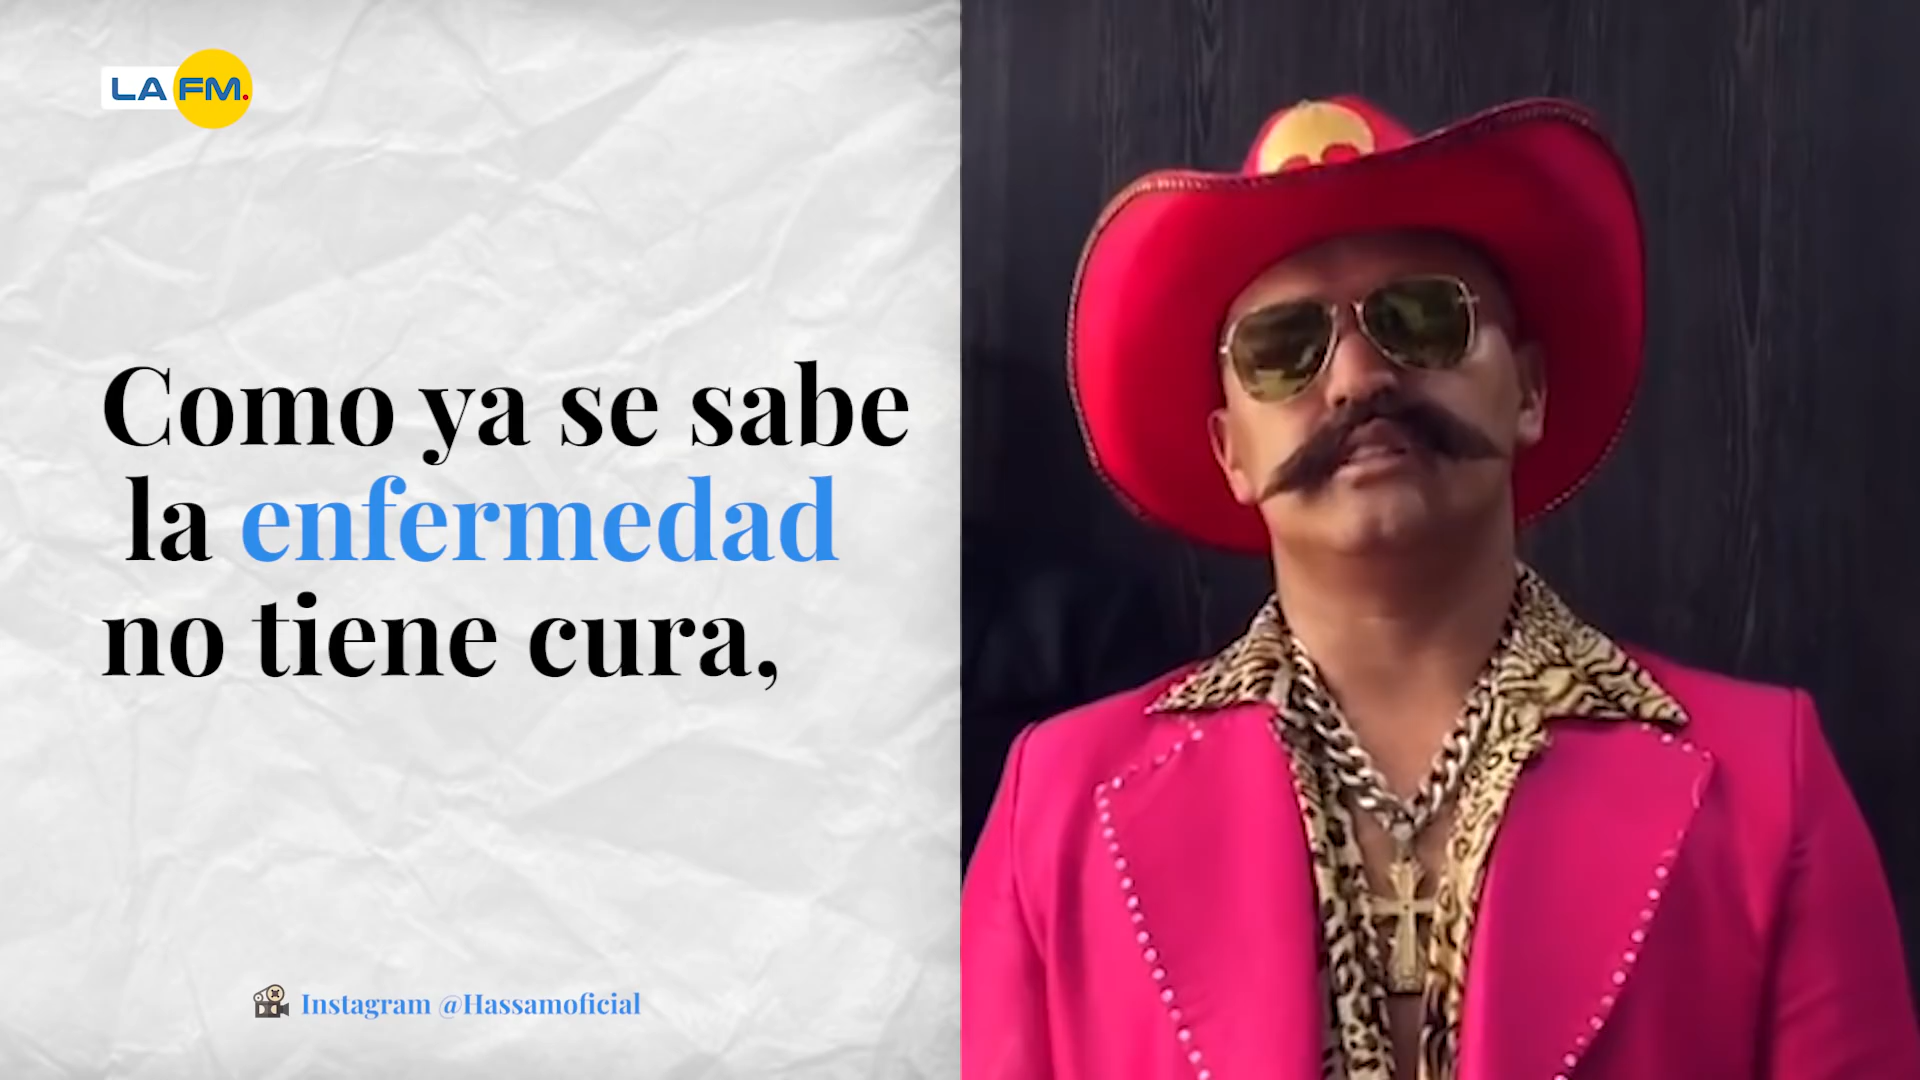 LA FM.
Como ya se sabe
la enfermedad
no tiene cura,
Instagram @Hassamoficial